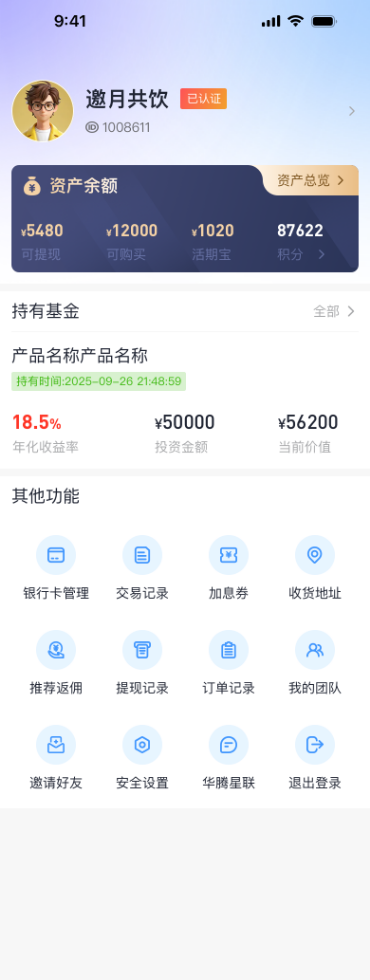 9:41
邀月共饮 已认证
ID 1008611
资产余额 资产总览
¥5480 ¥12000 ¥1020 87622
可提现 可购买 活期宝 积分
持有基金 全部
产品名称产品名称
持有时间:2025-09-26 21:48:59
18.5% ¥50000 ¥56200
年化收益率 投资金额 当前价值
其他功能
银行卡管理 交易记录 加息券 收货地址
推荐返佣 提现记录 订单记录 我的团队
邀请好友 安全设置 华腾星联 退出登录